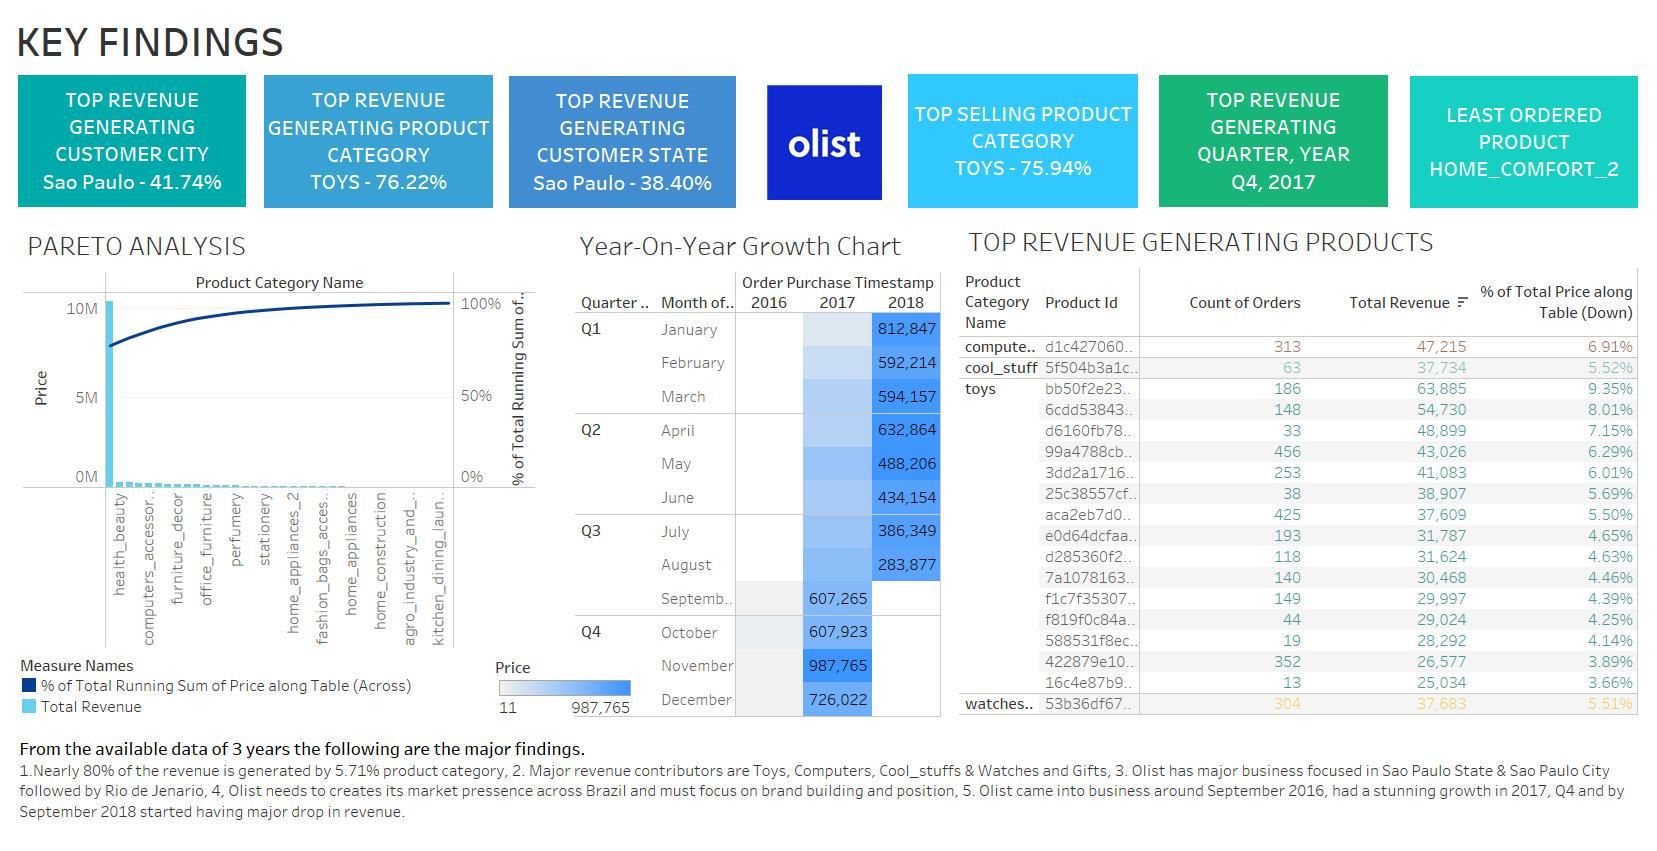 KEY FINDINGS
TOP REVENUE
GENERATING
CUSTOMER CITY
Sao Paulo - 41.74%
TOP REVENUE
GENERATING PRODUCT
CATEGORY
TOYS - 76.22%
TOP REVENUE
GENERATING
CUSTOMER STATE
Sao Paulo - 38.40%
olist
TOP SELLING PRODUCT
CATEGORY
TOYS - 75.94%
TOP REVENUE
GENERATING
QUARTER, YEAR
Q4, 2017
LEAST ORDERED
PRODUCT
HOME_COMFORT_2
PARETO ANALYSIS
Product Category Name
10M
5M
0M
Price
100%
50%
0%
% of Total Running Sum of..
health_beauty
computers_accessor..
furniture_decor
office_furniture
perfumery
stationery
home_appliances_2
fashion_bags_acces..
home_appliances
home_construction
agro_industry_and_..
kitchen_dining_laun..
Measure Names
% of Total Running Sum of Price along Table (Across)
Total Revenue
Year-On-Year Growth Chart
Order Purchase Timestamp
Quarter .. Month of.. 2016 2017 2018
Q1 January 812,847
February 592,214
March 594,157
Q2 April 632,864
May 488,206
June 434,154
Q3 July 386,349
August 283,877
Septemb.. 607,265
Q4 October 607,923
November 987,765
December 726,022
Price
11 987,765
TOP REVENUE GENERATING PRODUCTS
Product
Category
Name
Product Id
Count of Orders
Total Revenue
% of Total Price along
Table (Down)
compute.. d1c427060.. 313 47,215 6.91%
cool_stuff 5f504b3a1c.. 63 37,734 5.52%
toys bb50f2e23.. 186 63,885 9.35%
6cdd53843.. 148 54,730 8.01%
d6160fb78.. 33 48,899 7.15%
99a4788cb.. 456 43,026 6.29%
3dd2a1716.. 253 41,083 6.01%
25c38557cf.. 38 38,907 5.69%
aca2eb7d0.. 425 37,609 5.50%
e0d64dcfaa.. 193 31,787 4.65%
d285360f2.. 118 31,624 4.63%
7a1078163.. 140 30,468 4.46%
f1c7f35307.. 149 29,997 4.39%
f819f0c84a.. 44 29,024 4.25%
588531f8ec.. 19 28,292 4.14%
422879e10.. 352 26,577 3.89%
16c4e87b9.. 13 25,034 3.66%
watches.. 53b36df67.. 304 37,683 5.51%
From the available data of 3 years the following are the major findings.
1.Nearly 80% of the revenue is generated by 5.71% product category, 2. Major revenue contributors are Toys, Computers, Cool_stuffs & Watches and Gifts, 3. Olist has major business focused in Sao Paulo State & Sao Paulo City
followed by Rio de Jenario, 4, Olist needs to creates its market pressence across Brazil and must focus on brand building and position, 5. Olist came into business around September 2016, had a stunning growth in 2017, Q4 and by
September 2018 started having major drop in revenue.